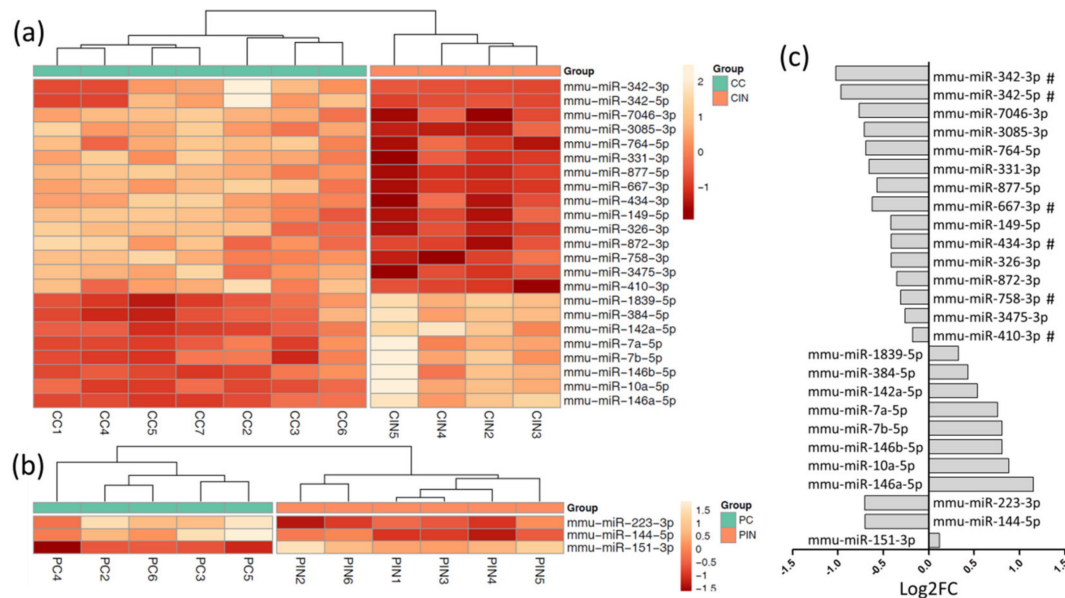 (a)
Group
mmu-miR-342-3p
mmu-miR-342-5p
mmu-miR-7046-3p
mmu-miR-3085-3p
mmu-miR-764-5p
mmu-miR-331-3p
mmu-miR-877-5p
mmu-miR-667-3p
mmu-miR-434-3p
mmu-miR-149-5p
mmu-miR-326-3p
mmu-miR-872-3p
mmu-miR-758-3p
mmu-miR-3475-3p
mmu-miR-410-3p
mmu-miR-1839-5p
mmu-miR-384-5p
mmu-miR-142a-5p
mmu-miR-7a-5p
mmu-miR-7b-5p
mmu-miR-146b-5p
mmu-miR-10a-5p
mmu-miR-146a-5p
CC1 CC4 CC5 CC7 CC2 CC3 CC6 CIN5 CIN4 CIN2 CIN3
2
1
0
−1
Group
CC
CIN
(b)
Group
mmu-miR-223-3p
mmu-miR-144-5p
mmu-miR-151-3p
PC4 PC2 PC6 PC3 PC5 PIN2 PIN6 PIN1 PIN3 PIN4 PIN5
1.5
1
0.5
0
−0.5
−1
−1.5
Group
PC
PIN
(c)
mmu-miR-342-3p #
mmu-miR-342-5p #
mmu-miR-7046-3p
mmu-miR-3085-3p
mmu-miR-764-5p
mmu-miR-331-3p
mmu-miR-877-5p
mmu-miR-667-3p #
mmu-miR-149-5p
mmu-miR-434-3p #
mmu-miR-326-3p
mmu-miR-872-3p
mmu-miR-758-3p #
mmu-miR-3475-3p
mmu-miR-410-3p #
mmu-miR-1839-5p
mmu-miR-384-5p
mmu-miR-142a-5p
mmu-miR-7a-5p
mmu-miR-7b-5p
mmu-miR-146b-5p
mmu-miR-10a-5p
mmu-miR-146a-5p
mmu-miR-223-3p
mmu-miR-144-5p
mmu-miR-151-3p
-1.5 -1.0 -0.5 0.0 0.5 1.0 1.5
Log2FC